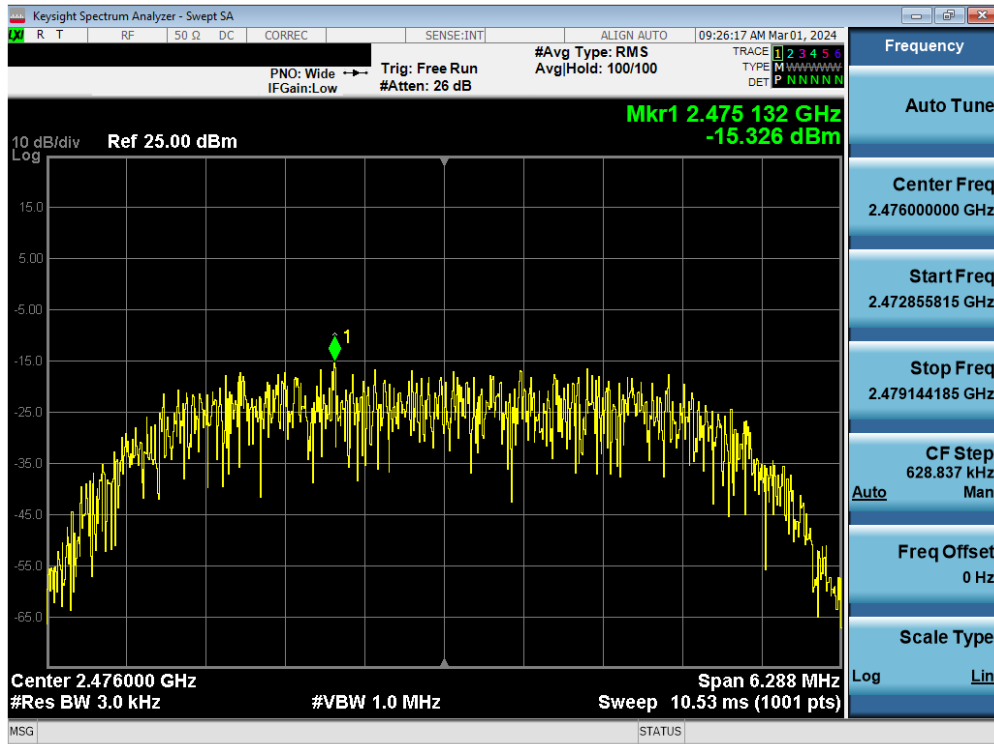 Keysight Spectrum Analyzer - Swept SA
LXI R T RF 50 Ω DC CORREC SENSE:INT ALIGN AUTO 09:26:17 AM Mar 01, 2024
PNO: Wide
IFGain:Low
Trig: Free Run
#Atten: 26 dB
#Avg Type: RMS
Avg|Hold: 100/100
TRACE 1 2 3 4 5 6
TYPE M W W W W W
DET P N N N N N
Mkr1 2.475 132 GHz
-15.326 dBm
10 dB/div Ref 25.00 dBm
Log
15.0
5.00
-5.00
-15.0
-25.0
-35.0
-45.0
-55.0
-65.0
1
Center 2.476000 GHz Span 6.288 MHz
#Res BW 3.0 kHz #VBW 1.0 MHz Sweep 10.53 ms (1001 pts)
MSG STATUS
Frequency
Auto Tune
Center Freq
2.476000000 GHz
Start Freq
2.472855815 GHz
Stop Freq
2.479144185 GHz
CF Step
628.837 kHz
Auto Man
Freq Offset
0 Hz
Scale Type
Log Lin